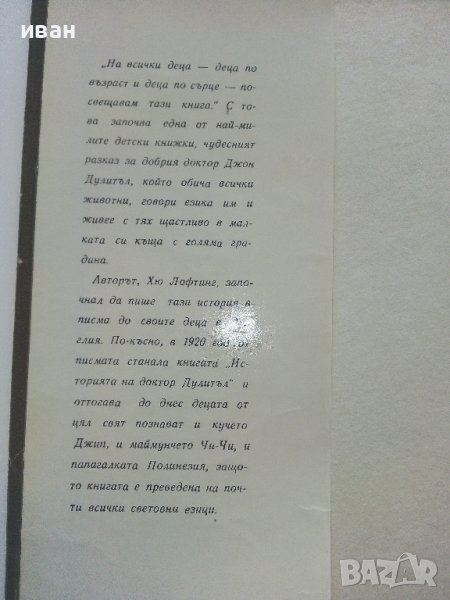 иван
„На всички деца — деца по
възраст и деца по сърце — по-
свещавам тази книга." С то-
ва започва една от най-ми-
лите детски книжки, чудесният
разказ за добрия доктор Джон
Дулитъл, който обича всички
животни, говори езика им и
живее с тях щастливо в мал-
ката си къща с голяма гра-
дина.
Авторът, Хю Лофтинг, запо-
чнал да пише тази история в
писма до своите деца в
глия. По-късно, в 1920 год. от
писмата станала книгата „Ис-
торията на доктор Дулитъл" и
оттогава до днес децата от
цял свят познават и кучето
Джип, и маймунчето Чи-Чи, и
папагалката Полинезия, защо-
то книгата е преведена на поч-
ти всички световни езици.
BAZAR